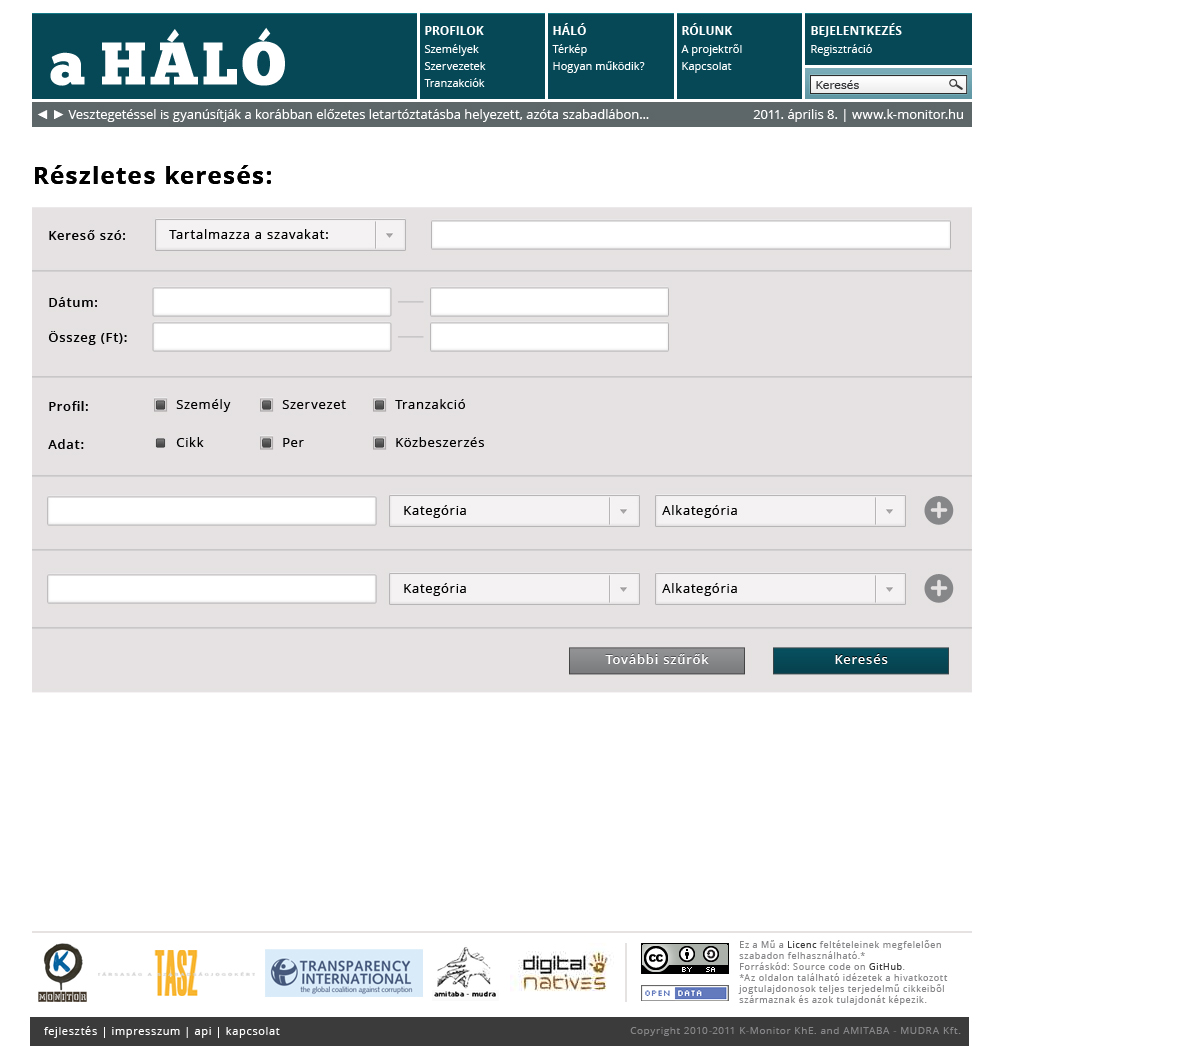 a HÁLÓ
PROFILOK
Személyek
Szervezetek
Tranzakciók
HÁLÓ
Térkép
Hogyan működik?
RÓLUNK
A projektről
Kapcsolat
BEJELENTKEZÉS
Regisztráció
Keresés
Vesztegetéssel is gyanúsítják a korábban előzetes letartóztatásba helyezett, azóta szabadlábon...
2011. április 8. | www.k-monitor.hu
Részletes keresés:
Kereső szó:
Tartalmazza a szavakat:
Dátum:
Összeg (Ft):
Profil:
Személy
Szervezet
Tranzakció
Adat:
Cikk
Per
Közbeszerzés
Kategória
Alkategória
Kategória
Alkategória
További szűrők
Keresés
K
MONITOR
TASZ
TRANSPARENCY
INTERNATIONAL
the global coalition against corruption
amitaba - mudra
digital
natives
cc
BY SA
OPEN DATA
Ez a Mű a Licenc feltételeinek megfelelően
szabadon felhasználható.*
Forráskód: Source code on GitHub.
*Az oldalon található idézetek a hivatkozott
jogtulajdonosok teljes terjedelmű cikkeiből
származnak és azok tulajdonát képezik.
fejlesztés | impresszum | api | kapcsolat
Copyright 2010-2011 K-Monitor KhE. and AMITABA - MUDRA Kft.